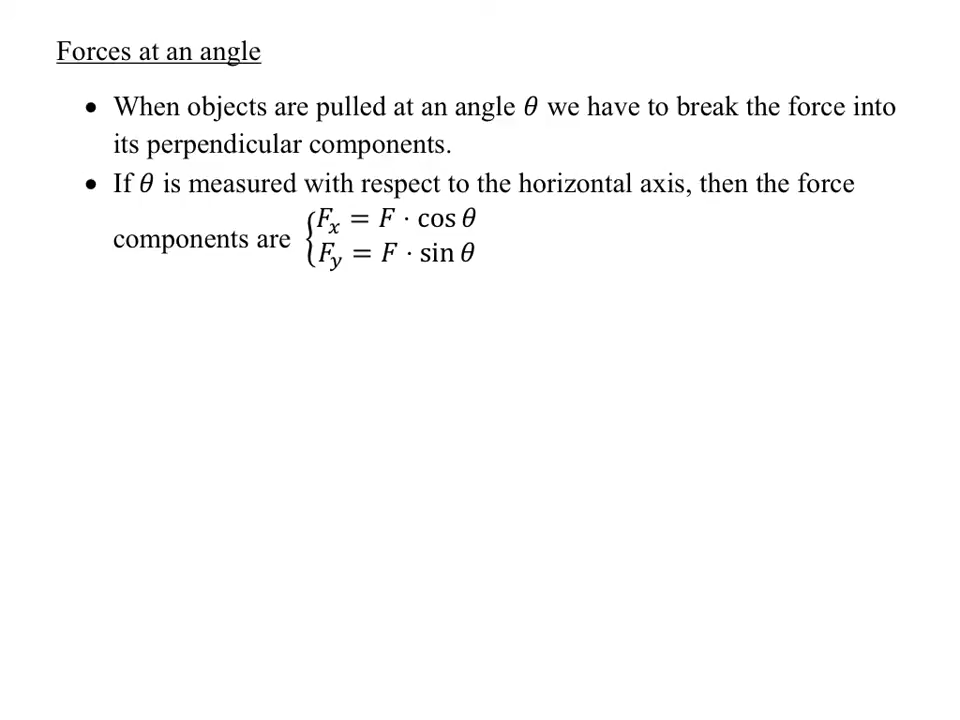 Forces at an angle
• When objects are pulled at an angle 𝜃 we have to break the force into
its perpendicular components.
• If 𝜃 is measured with respect to the horizontal axis, then the force
components are { 𝐹ₓ = 𝐹 · cos 𝜃
𝐹_𝑦 = 𝐹 · sin 𝜃